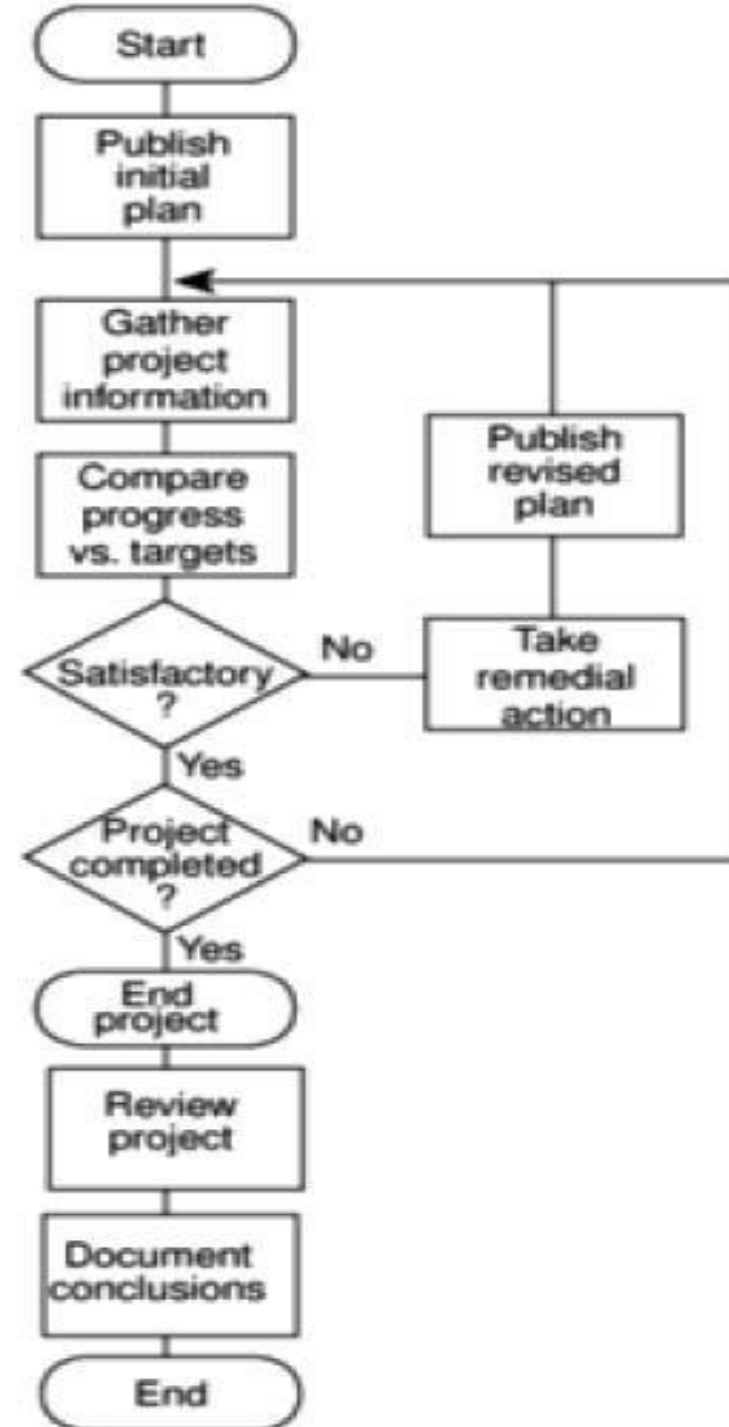 Start
Publish
initial
plan
Gather
project
information
Compare
progress
vs. targets
Satisfactory
?
No
Take
remedial
action
Publish
revised
plan
Yes
Project
completed
?
No
Yes
End
project
Review
project
Document
conclusions
End